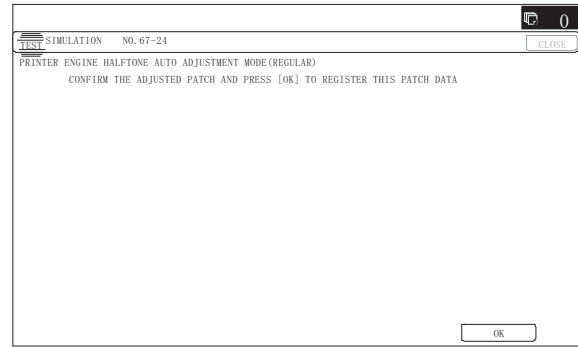 0
TEST SIMULATION NO.67-24
CLOSE
PRINTER ENGINE HALFTONE AUTO ADJUSTMENT MODE(REGULAR)
CONFIRM THE ADJUSTED PATCH AND PRESS [OK] TO REGISTER THIS PATCH DATA
OK